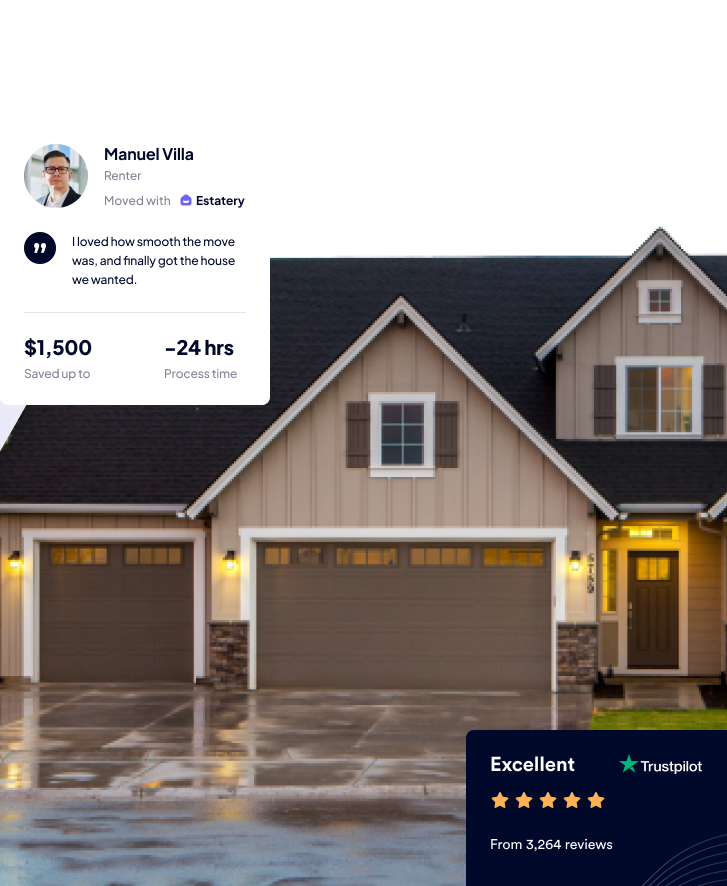 Manuel Villa
Renter
Moved with Estatery
I loved how smooth the move
was, and finally got the house
we wanted.
$1,500
-24 hrs
Saved up to
Process time
5759
Excellent
Trustpilot
From 3,264 reviews